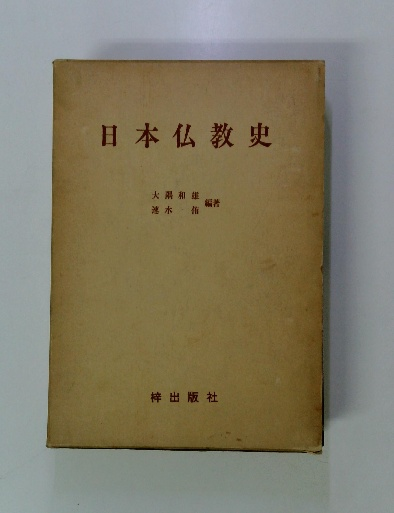 日本仏教史
大隅和雄
速水侑
編著
梓出版社